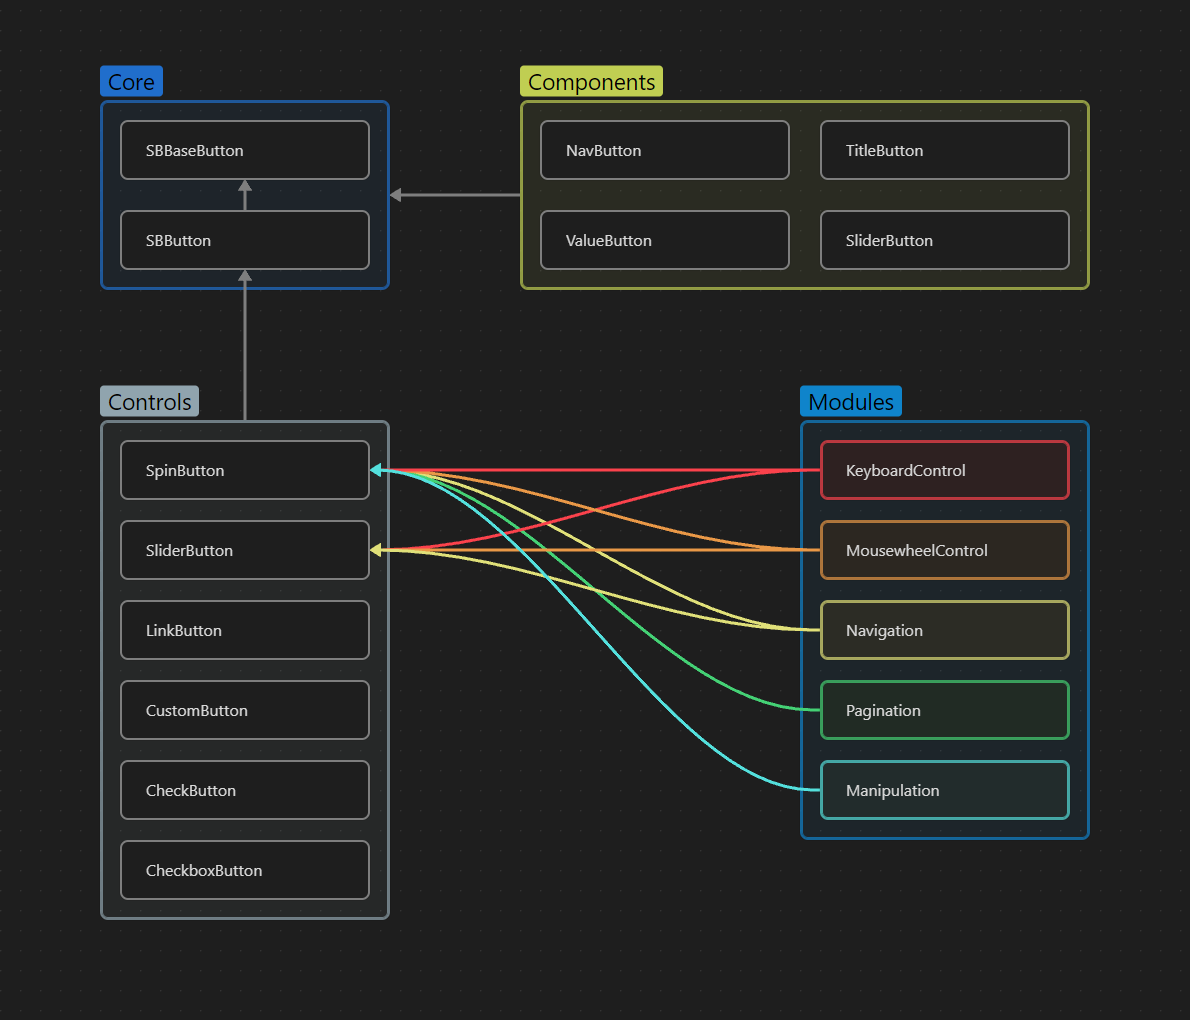 Core
SBBaseButton
SBButton
Components
NavButton
TitleButton
ValueButton
SliderButton
Controls
SpinButton
SliderButton
LinkButton
CustomButton
CheckButton
CheckboxButton
Modules
KeyboardControl
MousewheelControl
Navigation
Pagination
Manipulation